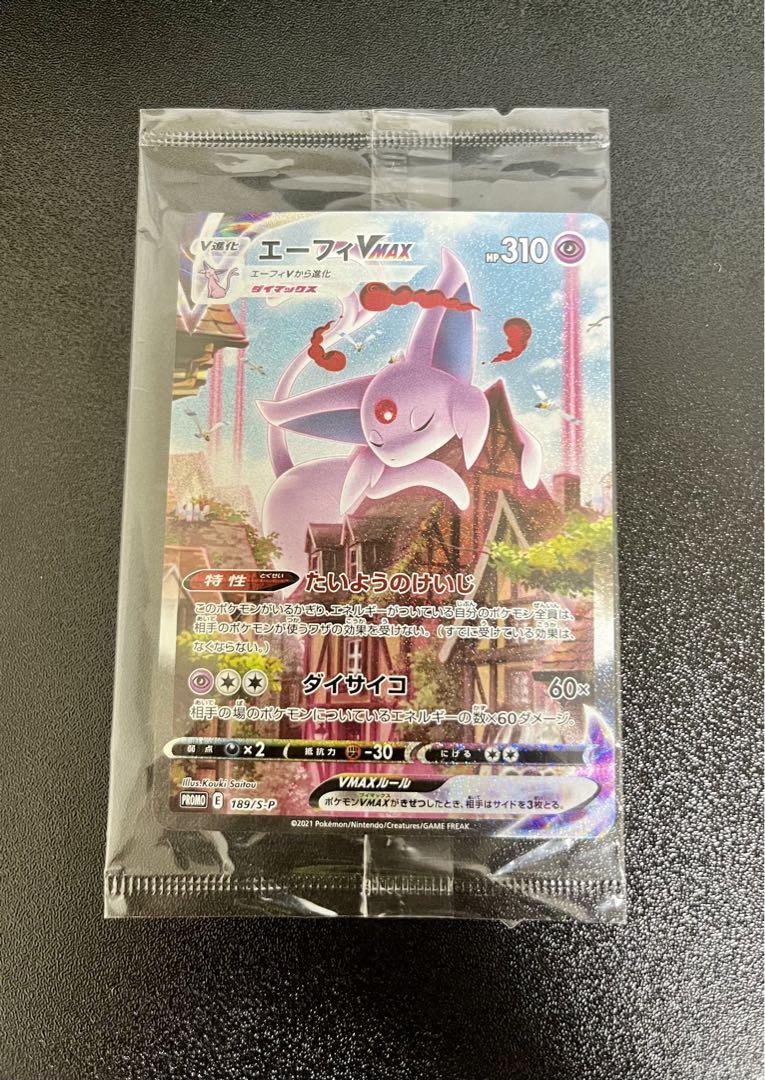 V進化 エーフィVMAX HP310
エーフィVから進化
ダイマックス
特性 とくせい たいようのけいじ
このポケモンがいるかぎり、エネルギーがついている自分のポケモン全員は、
相手のポケモンが使うワザの効果を受けない。(すでに受けている効果は、
なくならない。)
ダイサイコ 60×
相手の場のポケモンについているエネルギーの数×60ダメージ。
弱点 ×2 抵抗力 -30 にげる
Illus. Kouki Saitou
VMAXルール
PROMO E 189/S-P
ポケモンVMAXがきぜつしたとき、相手はサイドを3枚とる。
©2021 Pokémon/Nintendo/Creatures/GAME FREAK